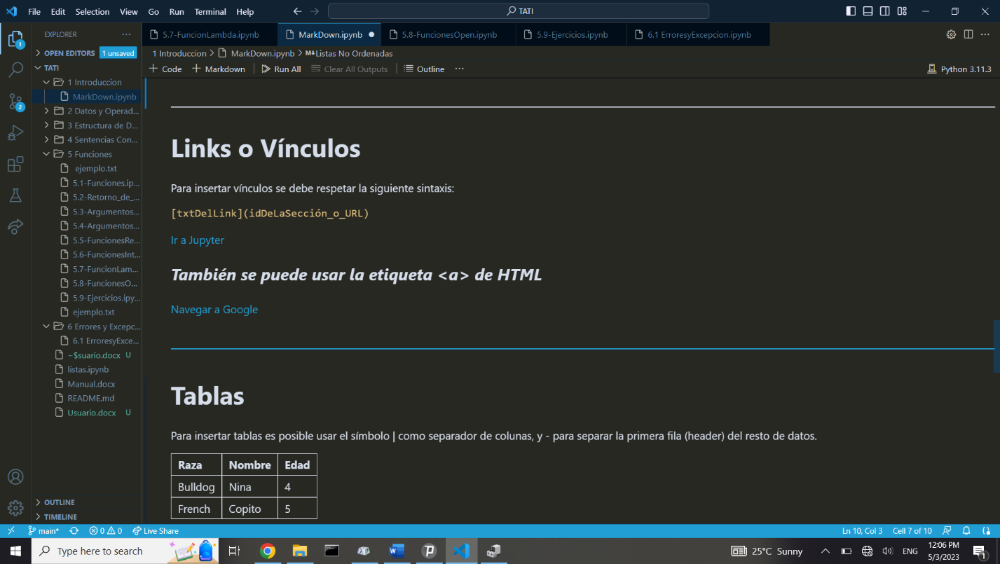 File Edit Selection View Go Run Terminal Help
TATI
EXPLORER
5.7-FuncionLambda.ipynb
MarkDown.ipynb
5.8-FuncionesOpen.ipynb
5.9-Ejercicios.ipynb
6.1 ErroresyExcepcion.ipynb
OPEN EDITORS 1 unsaved
1 Introduccion > MarkDown.ipynb > M↓Listas No Ordenadas
+ Code + Markdown Run All Clear All Outputs Outline ... Python 3.11.3
TATI
1 Introduccion
MarkDown.ipynb
2 Datos y Operad...
3 Estructura de D...
4 Sentencias Con...
5 Funciones
ejemplo.txt
5.1-Funciones.ip...
5.2-Retorno_de_...
5.3-Argumentos...
5.4-Argumentos...
5.5-FuncionesRe...
5.6-FuncionesInt...
5.7-FuncionLam...
5.8-FuncionesO...
5.9-Ejercicios.ipy...
ejemplo.txt
6 Errores y Excepc...
6.1 ErroresyExce...
~$suario.docx U
listas.ipynb
Manual.docx
README.md
Usuario.docx U
OUTLINE
TIMELINE
Links o Vínculos
Para insertar vínculos se debe respetar la siguiente sintaxis:
[txtDelLink](idDeLaSección_o_URL)
Ir a Jupyter
También se puede usar la etiqueta <a> de HTML
Navegar a Google
Tablas
Para insertar tablas es posible usar el símbolo | como separador de colunas, y - para separar la primera fila (header) del resto de datos.
Raza Nombre Edad
Bulldog Nina 4
French Copito 5
main* 0 0 Live Share Ln 10, Col 3 Cell 7 of 10
Type here to search
25°C Sunny
ENG
12:06 PM
5/3/2023
1
1
2